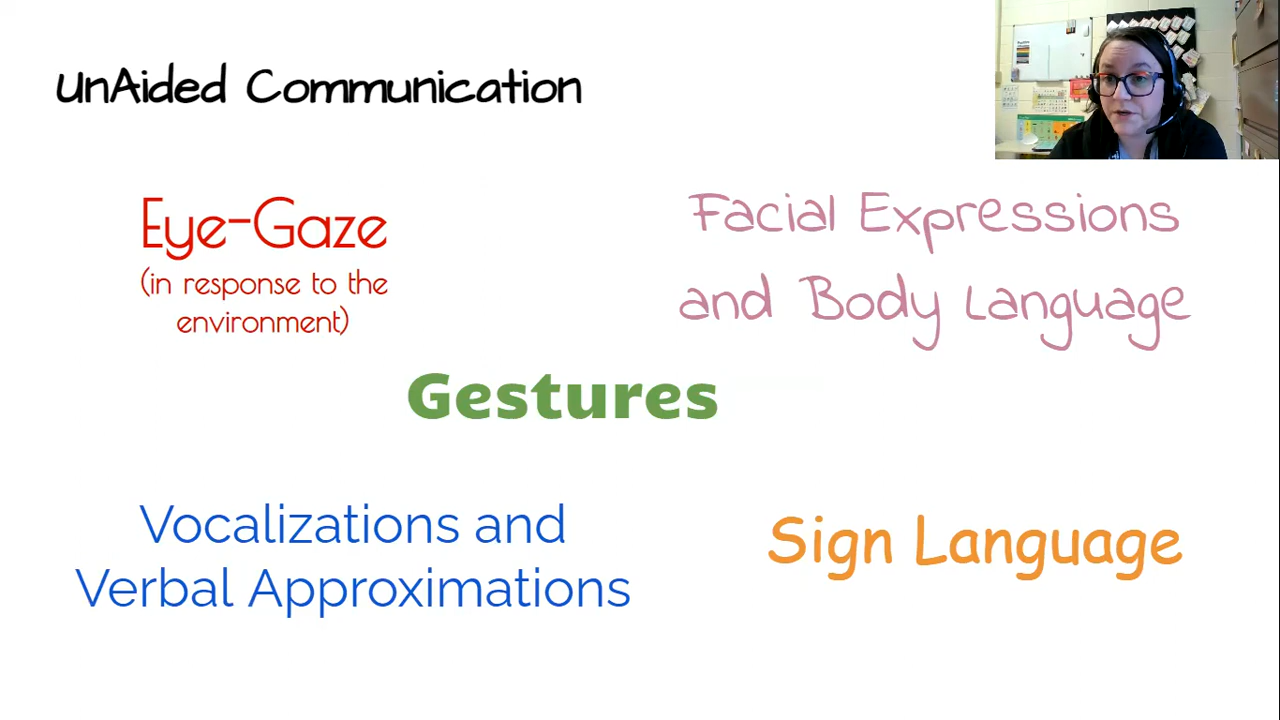 UnAided Communication
Eye-Gaze
(in response to the
environment)
Facial Expressions
and Body Language
Gestures
Vocalizations and
Verbal Approximations
Sign Language